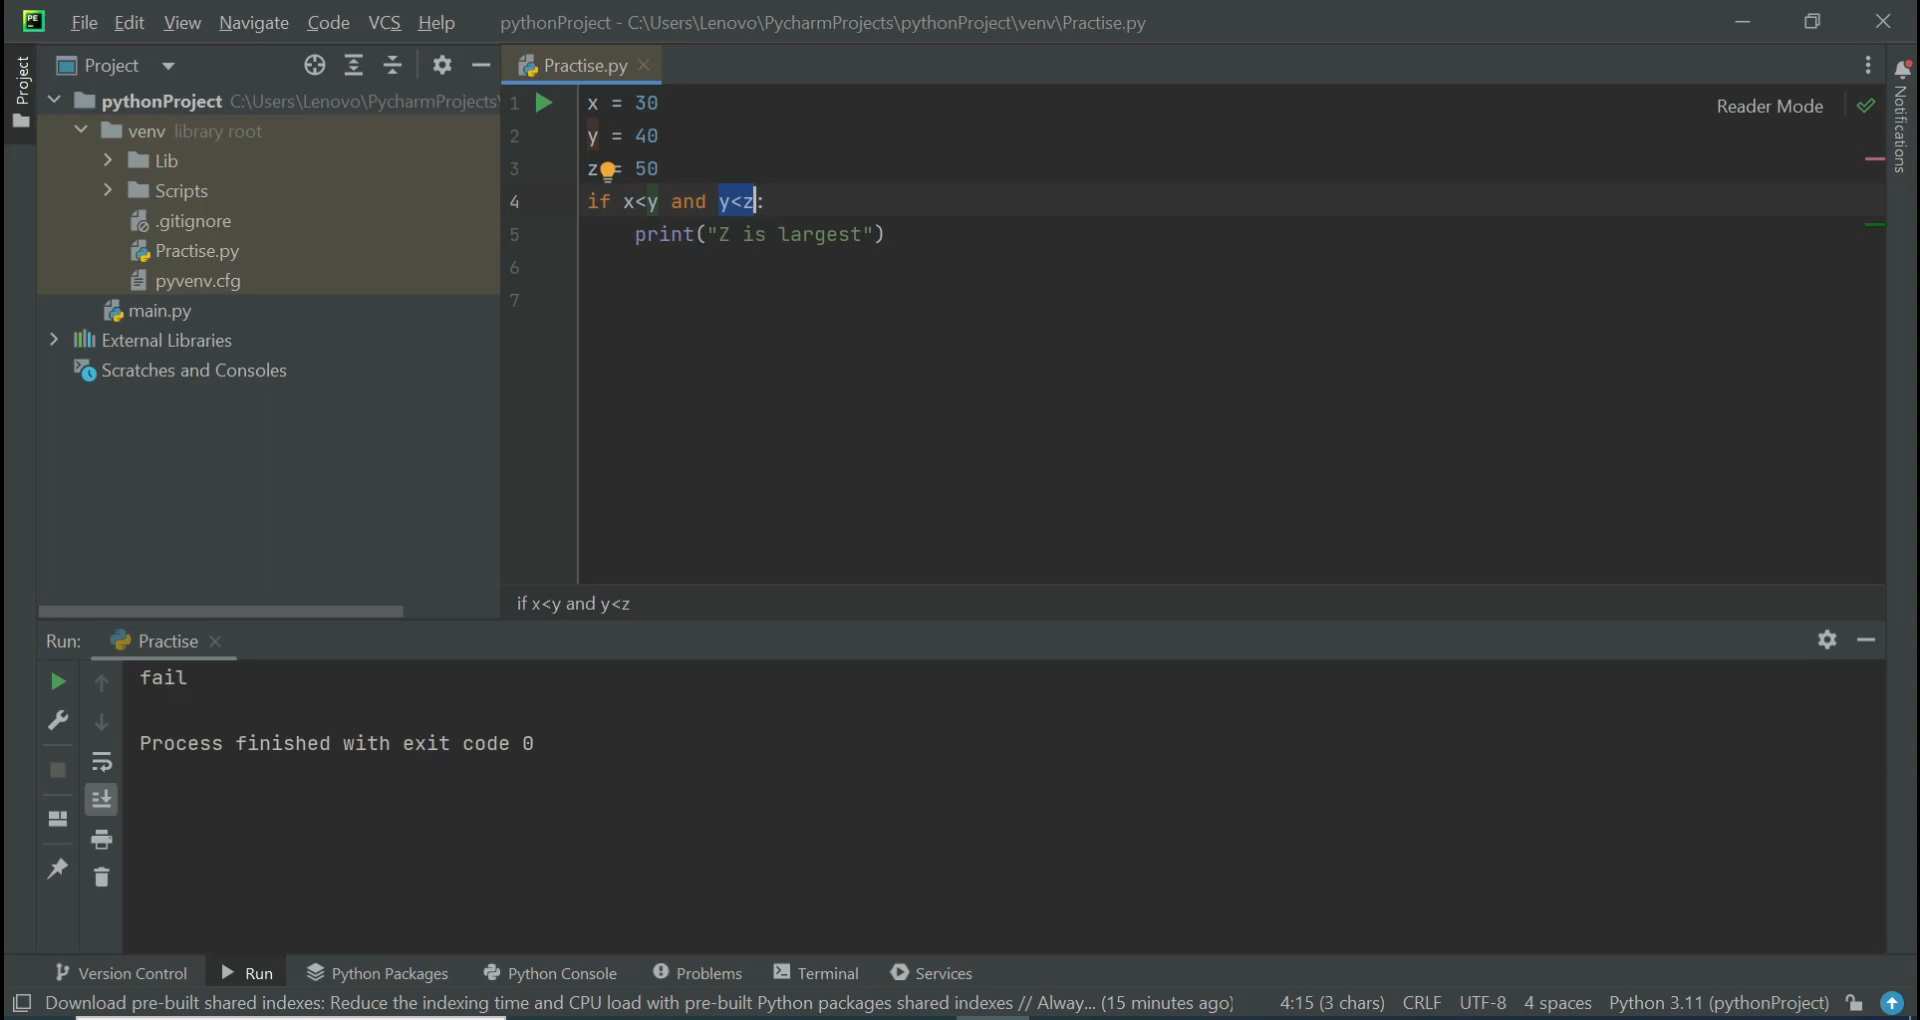 PE File Edit View Navigate Code VCS Help pythonProject - C:\Users\Lenovo\PycharmProjects\pythonProject\venv\Practise.py
Project
Project
Practise.py
pythonProject C:\Users\Lenovo\PycharmProjects\
venv library root
Lib
Scripts
.gitignore
Practise.py
pyvenv.cfg
main.py
External Libraries
Scratches and Consoles
1 x = 30
2 y = 40
3 z = 50
4 if x<y and y<z:
5 print("Z is largest")
6
7
Reader Mode
Notifications
if x<y and y<z
Run: Practise
fail
Process finished with exit code 0
Version Control Run Python Packages Python Console Problems Terminal Services
Download pre-built shared indexes: Reduce the indexing time and CPU load with pre-built Python packages shared indexes // Alway... (15 minutes ago) 4:15 (3 chars) CRLF UTF-8 4 spaces Python 3.11 (pythonProject)